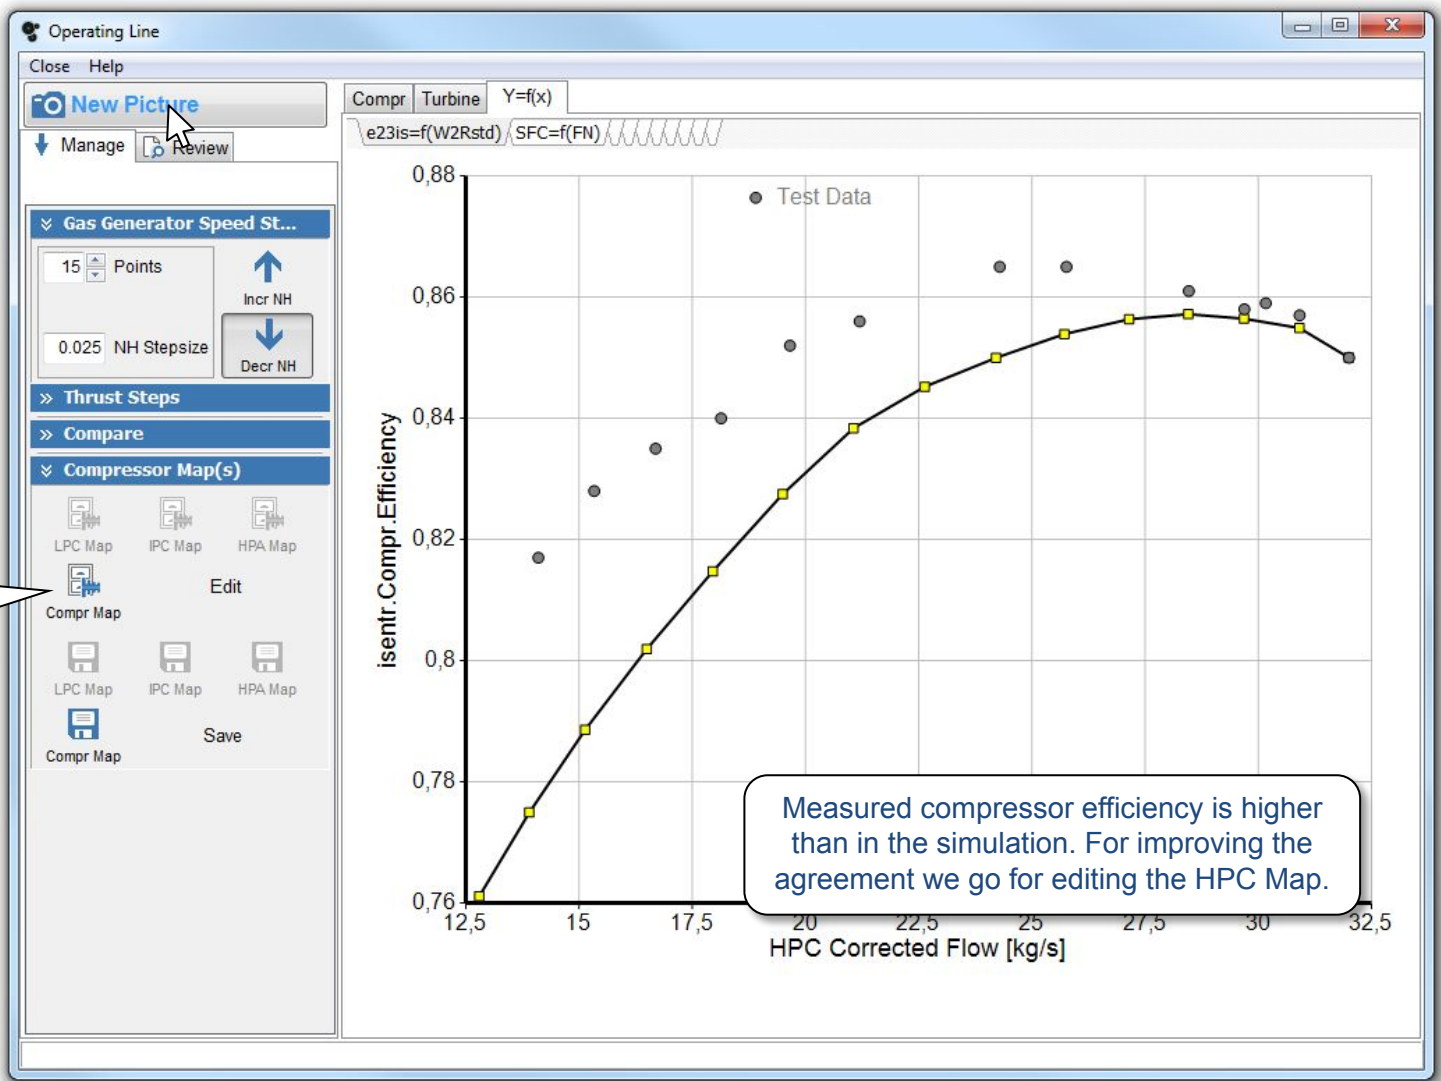 Operating Line
Close Help
New Picture
Manage Review
Gas Generator Speed St...
15 Points
Incr NH
0.025 NH Stepsize
Decr NH
Thrust Steps
Compare
Compressor Map(s)
LPC Map IPC Map HPA Map
Edit
Compr Map
LPC Map IPC Map HPA Map
Save
Compr Map
Compr Turbine Y=f(x)
e23is=f(W2Rstd) SFC=f(FN)
Test Data
0,88
0,86
0,84
0,82
0,8
0,78
0,76
isentr.Compr.Efficiency
Measured compressor efficiency is higher
than in the simulation. For improving the
agreement we go for editing the HPC Map.
12,5 15 17,5 20 22,5 25 27,5 30 32,5
HPC Corrected Flow [kg/s]